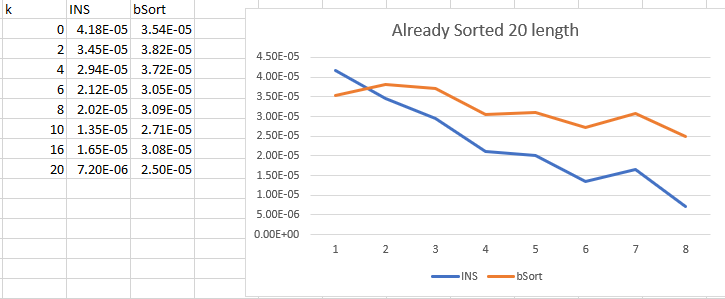 k INS bSort
0 4.18E-05 3.54E-05
2 3.45E-05 3.82E-05
4 2.94E-05 3.72E-05
6 2.12E-05 3.05E-05
8 2.02E-05 3.09E-05
10 1.35E-05 2.71E-05
16 1.65E-05 3.08E-05
20 7.20E-06 2.50E-05
Already Sorted 20 length
4.50E-05
4.00E-05
3.50E-05
3.00E-05
2.50E-05
2.00E-05
1.50E-05
1.00E-05
5.00E-06
0.00E+00
1 2 3 4 5 6 7 8
INS bSort